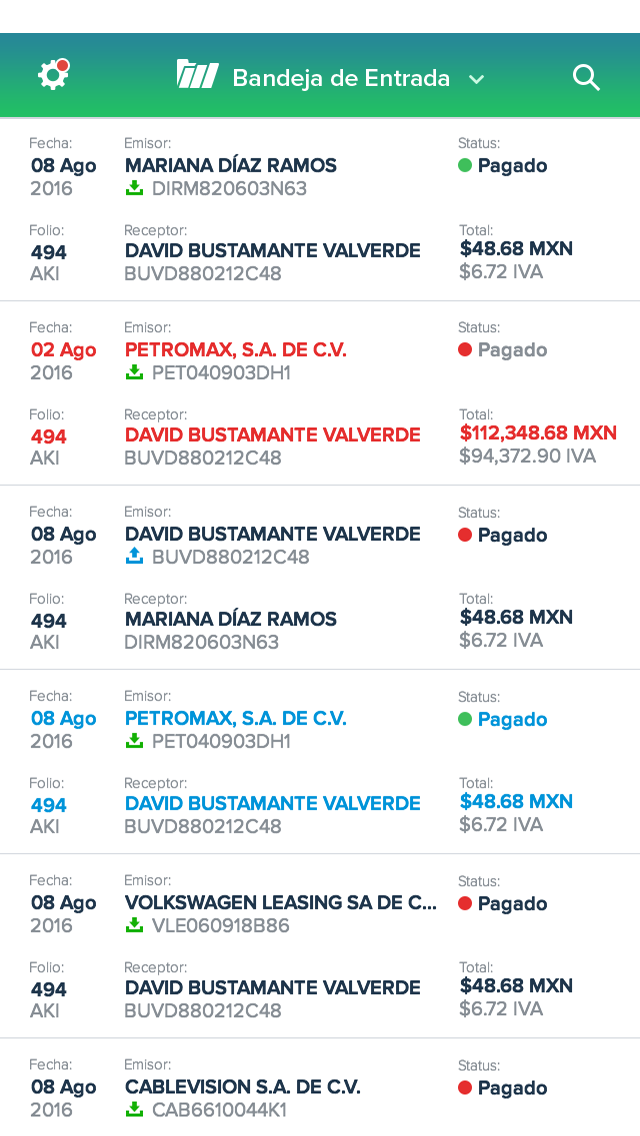 Bandeja de Entrada
Fecha: Emisor: Status:
08 Ago MARIANA DÍAZ RAMOS Pagado
2016 DIRM820603N63
Folio: Receptor: Total:
494 DAVID BUSTAMANTE VALVERDE $48.68 MXN
AKI BUVD880212C48 $6.72 IVA
Fecha: Emisor: Status:
02 Ago PETROMAX, S.A. DE C.V. Pagado
2016 PET040903DH1
Folio: Receptor: Total:
494 DAVID BUSTAMANTE VALVERDE $112,348.68 MXN
AKI BUVD880212C48 $94,372.90 IVA
Fecha: Emisor: Status:
08 Ago DAVID BUSTAMANTE VALVERDE Pagado
2016 BUVD880212C48
Folio: Receptor: Total:
494 MARIANA DÍAZ RAMOS $48.68 MXN
AKI DIRM820603N63 $6.72 IVA
Fecha: Emisor: Status:
08 Ago PETROMAX, S.A. DE C.V. Pagado
2016 PET040903DH1
Folio: Receptor: Total:
494 DAVID BUSTAMANTE VALVERDE $48.68 MXN
AKI BUVD880212C48 $6.72 IVA
Fecha: Emisor: Status:
08 Ago VOLKSWAGEN LEASING SA DE C... Pagado
2016 VLE060918B86
Folio: Receptor: Total:
494 DAVID BUSTAMANTE VALVERDE $48.68 MXN
AKI BUVD880212C48 $6.72 IVA
Fecha: Emisor: Status:
08 Ago CABLEVISION S.A. DE C.V. Pagado
2016 CAB6610044K1